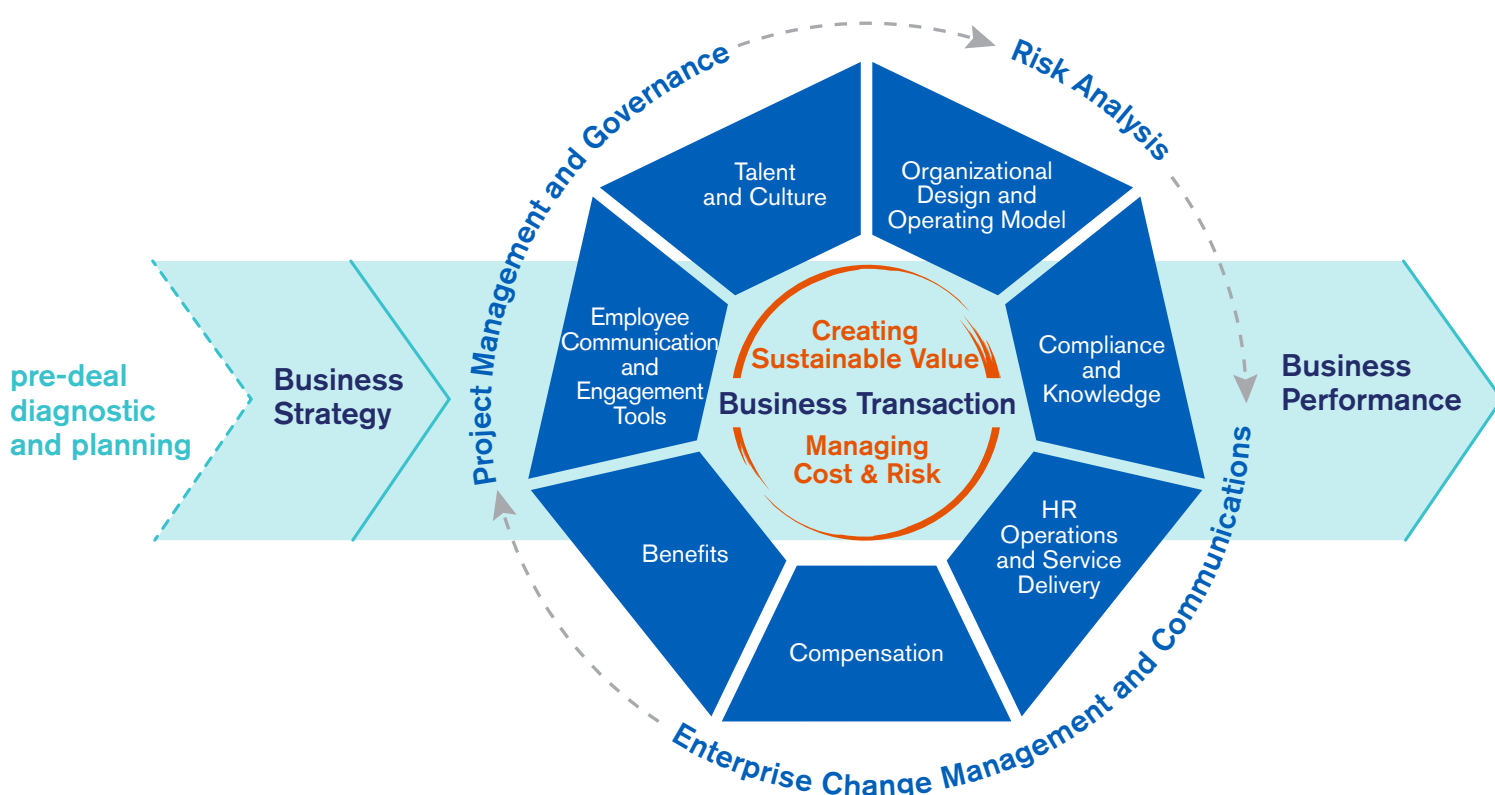 Project Management and Governance
Risk Analysis
Enterprise Change Management and Communications
pre-deal
diagnostic
and planning
Business
Strategy
Talent
and Culture
Organizational
Design and
Operating Model
Employee
Communication
and
Engagement
Tools
Compliance
and
Knowledge
Creating
Sustainable Value
Business Transaction
Managing
Cost & Risk
Benefits
Compensation
HR
Operations
and Service
Delivery
Business
Performance